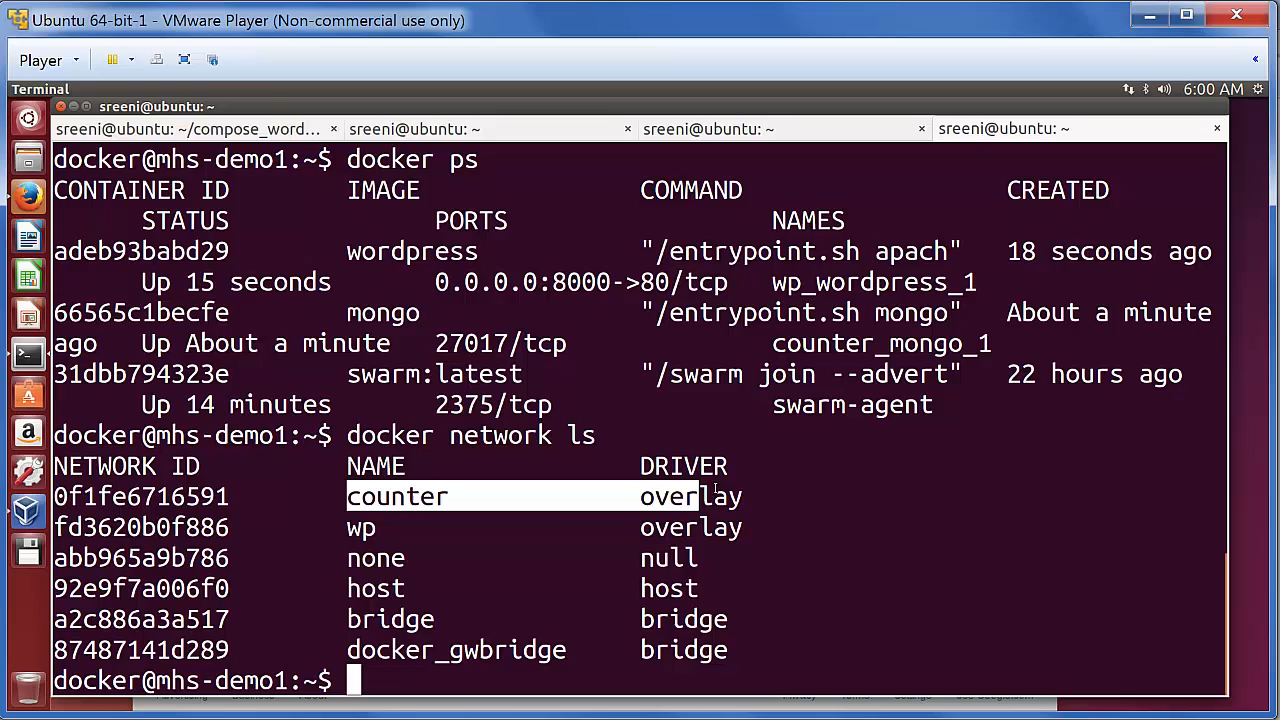 Ubuntu 64-bit-1 - VMware Player (Non-commercial use only)
Player
«
Terminal
6:00 AM
sreeni@ubuntu: ~
sreeni@ubuntu: ~/compose_word... × sreeni@ubuntu: ~ × sreeni@ubuntu: ~ × sreeni@ubuntu: ~ ×
docker@mhs-demo1:~$ docker ps
CONTAINER ID IMAGE COMMAND CREATED
STATUS PORTS NAMES
adeb93babd29 wordpress "/entrypoint.sh apach" 18 seconds ago
Up 15 seconds 0.0.0.0:8000->80/tcp wp_wordpress_1
66565c1becfe mongo "/entrypoint.sh mongo" About a minute
ago Up About a minute 27017/tcp counter_mongo_1
31dbb794323e swarm:latest "/swarm join --advert" 22 hours ago
Up 14 minutes 2375/tcp swarm-agent
docker@mhs-demo1:~$ docker network ls
NETWORK ID NAME DRIVER
0f1fe6716591 counter overlay
fd3620b0f886 wp overlay
abb965a9b786 none null
92e9f7a006f0 host host
a2c886a3a517 bridge bridge
87487141d289 docker_gwbridge bridge
docker@mhs-demo1:~$